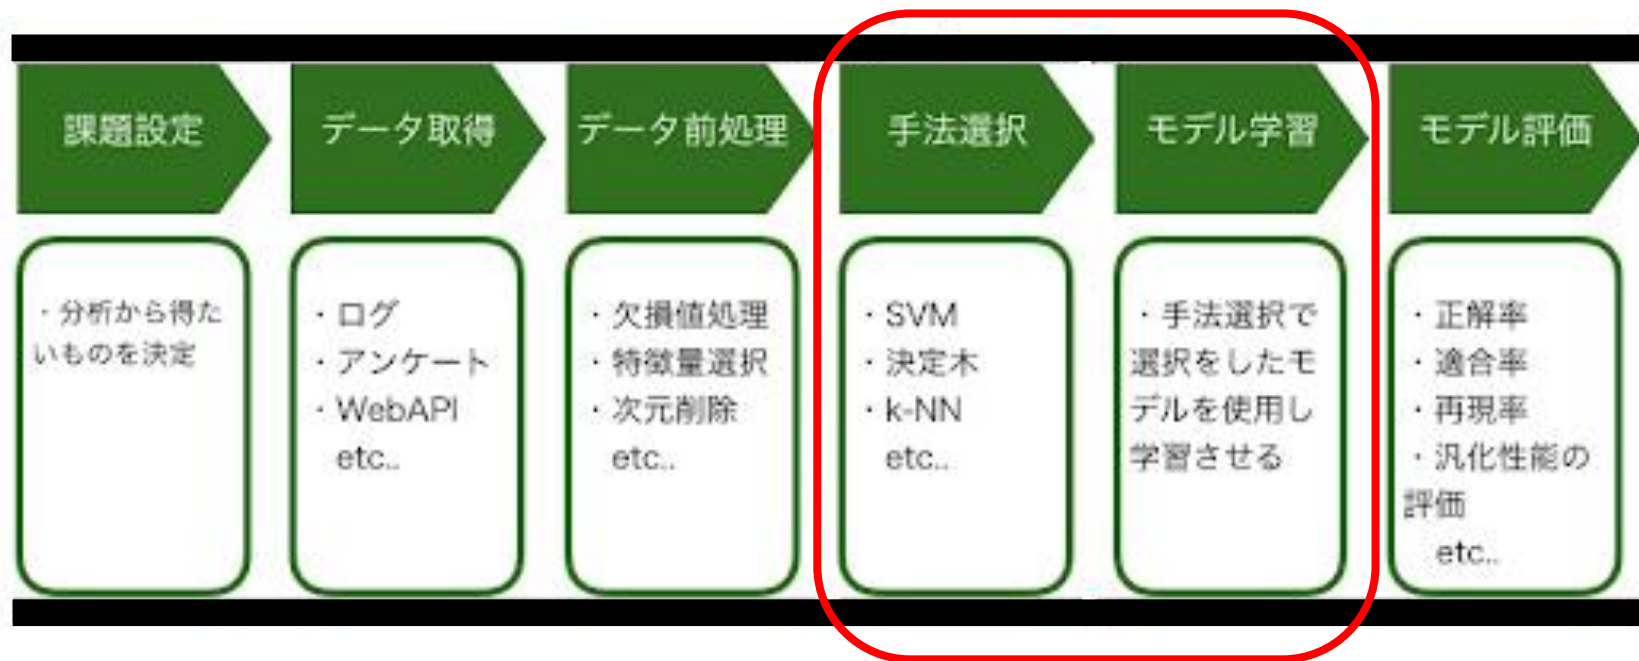 課題設定
データ取得
データ前処理
手法選択
モデル学習
モデル評価
・分析から得た
いものを決定
・ログ
・アンケート
・WebAPI
etc..
・欠損値処理
・特徴量選択
・次元削除
etc..
・SVM
・決定木
・k-NN
etc..
・手法選択で
選択をしたモ
デルを使用し
学習させる
・正解率
・適合率
・再現率
・汎化性能の
評価
etc..